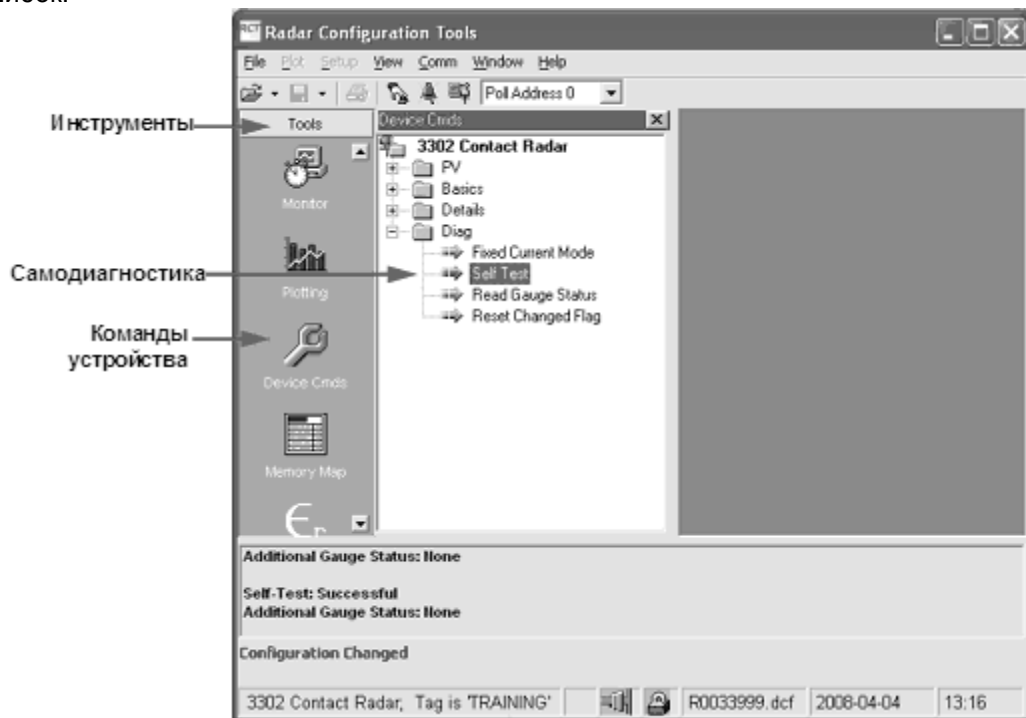 RCT Radar Configuration Tools
File Plot Setup View Comm Window Help
Poll Address 0
Инструменты
Tools
Device Cmds
3302 Contact Radar
PV
Basics
Details
Diag
Fixed Current Mode
Self Test
Read Gauge Status
Reset Changed Flag
Monitor
Plotting
Самодиагностика
Команды
устройства
Device Cmds
Memory Map
Er
Additional Gauge Status: None
Self-Test: Successful
Additional Gauge Status: None
Configuration Changed
3302 Contact Radar, Tag is 'TRAINING' R0033999.dcf 2008-04-04 13:16